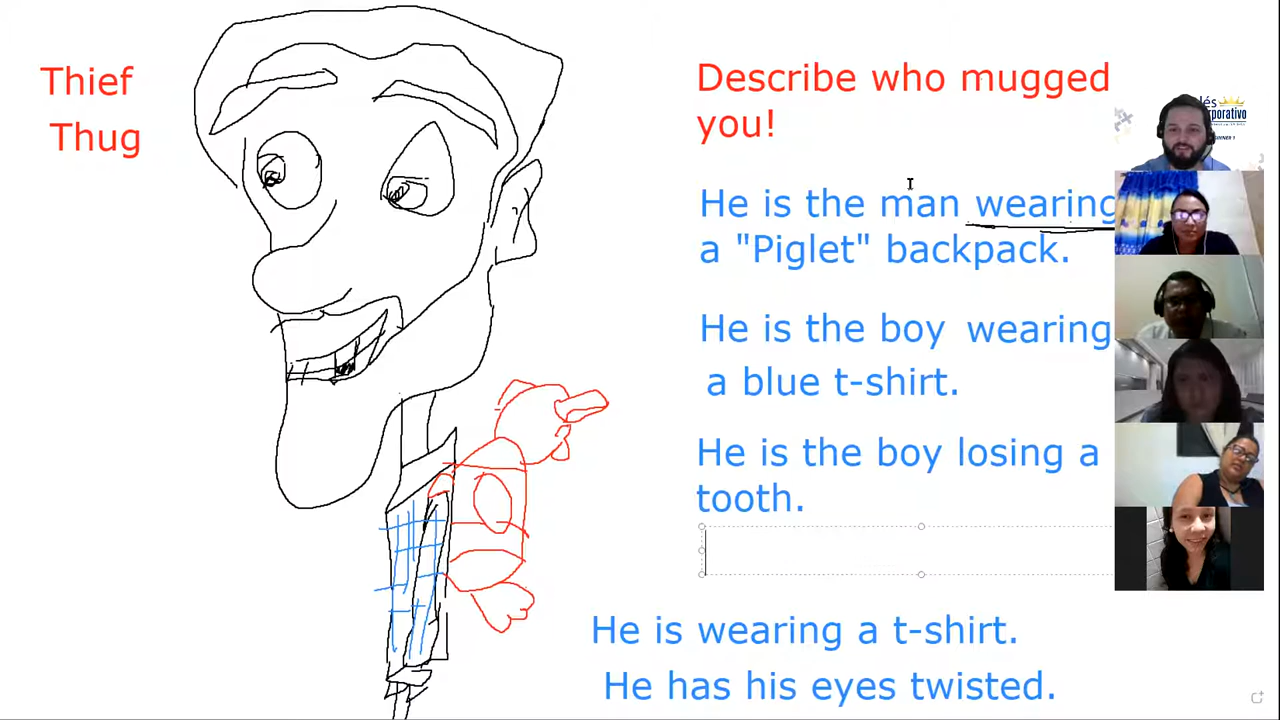 Thief
Thug
Describe who mugged
you!
He is the man wearing
a "Piglet" backpack.
He is the boy wearing
a blue t-shirt.
He is the boy losing a
tooth.
He is wearing a t-shirt.
He has his eyes twisted.